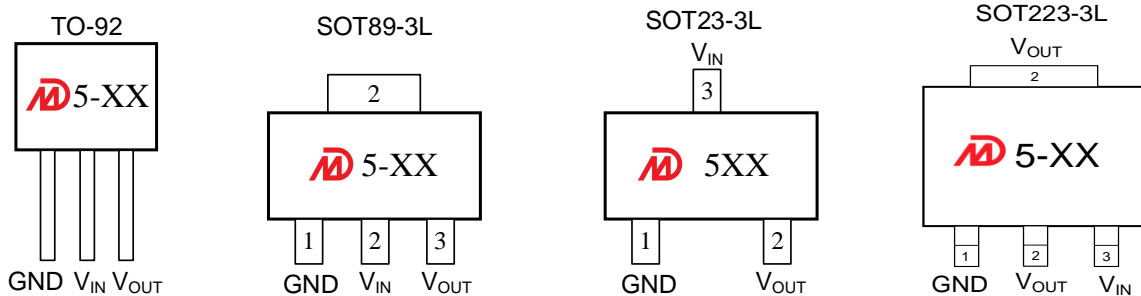 TO-92
5-XX
GND VIN VOUT
SOT89-3L
2
5-XX
1 2 3
GND VIN VOUT
SOT23-3L
VIN
3
5XX
1 2
GND VOUT
SOT223-3L
VOUT
2
5-XX
1 2 3
GND VOUT VIN